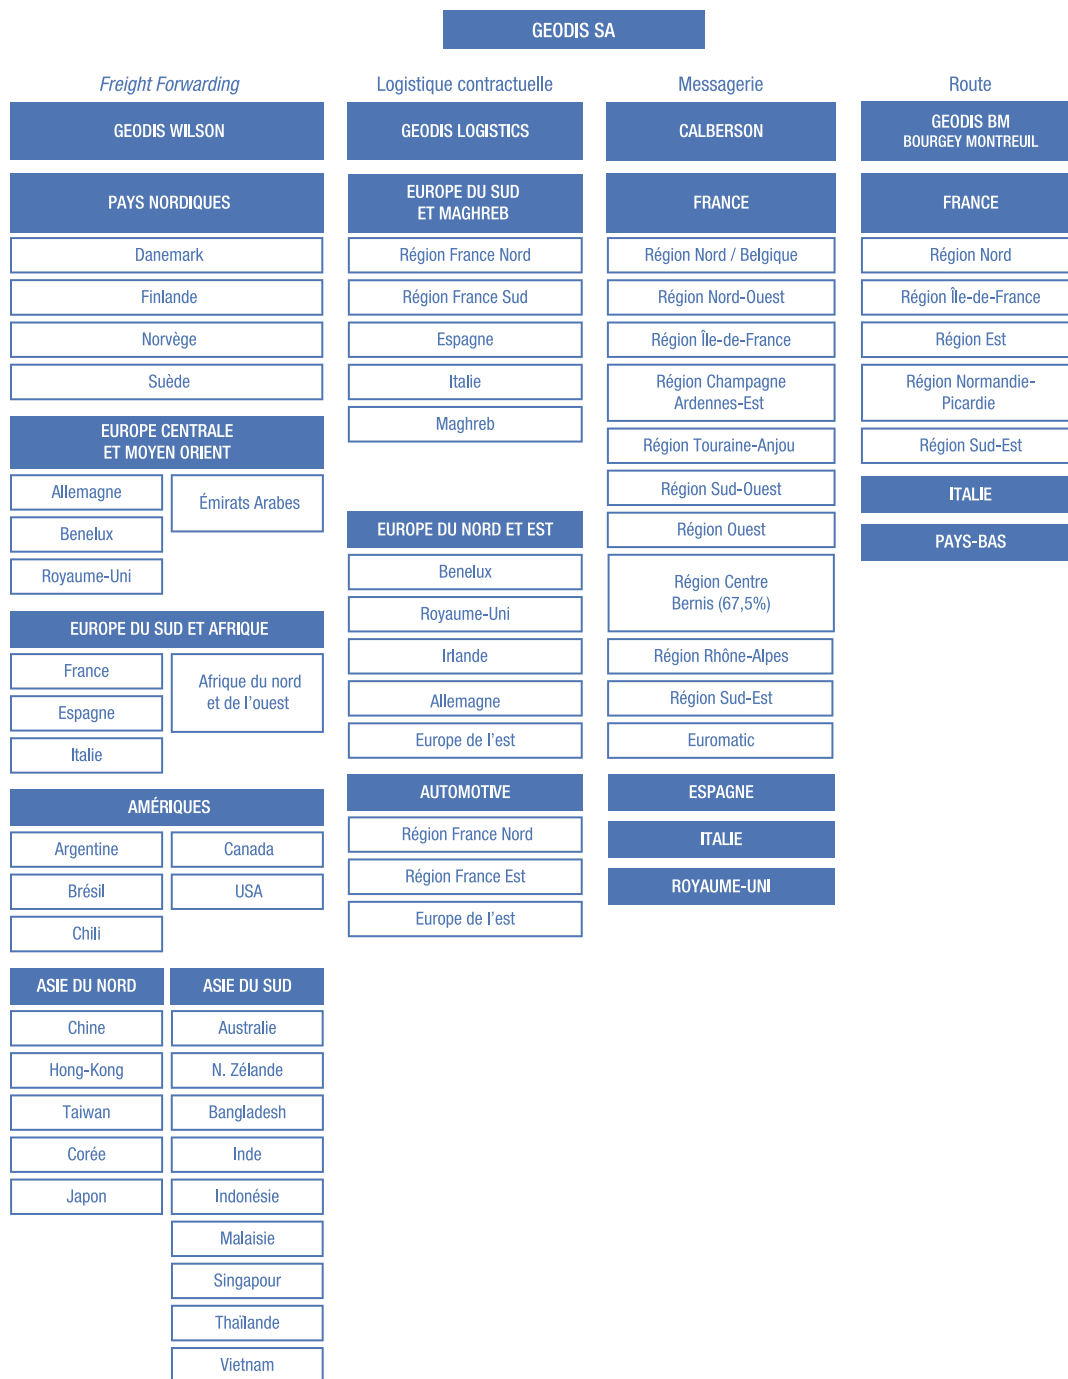 GEODIS SA
Freight Forwarding
GEODIS WILSON
PAYS NORDIQUES
Danemark
Finlande
Norvège
Suède
EUROPE CENTRALE
ET MOYEN ORIENT
Allemagne
Benelux
Royaume-Uni
Émirats Arabes
EUROPE DU SUD ET AFRIQUE
France
Espagne
Italie
Afrique du nord
et de l'ouest
AMÉRIQUES
Argentine
Brésil
Chili
Canada
USA
ASIE DU NORD
Chine
Hong-Kong
Taiwan
Corée
Japon
ASIE DU SUD
Australie
N. Zélande
Bangladesh
Inde
Indonésie
Malaisie
Singapour
Thaïlande
Vietnam
Logistique contractuelle
GEODIS LOGISTICS
EUROPE DU SUD
ET MAGHREB
Région France Nord
Région France Sud
Espagne
Italie
Maghreb
EUROPE DU NORD ET EST
Benelux
Royaume-Uni
Irlande
Allemagne
Europe de l'est
AUTOMOTIVE
Région France Nord
Région France Est
Europe de l'est
Messagerie
CALBERSON
FRANCE
Région Nord / Belgique
Région Nord-Ouest
Région Île-de-France
Région Champagne
Ardennes-Est
Région Touraine-Anjou
Région Sud-Ouest
Région Ouest
Région Centre
Bernis (67,5%)
Région Rhône-Alpes
Région Sud-Est
Euromatic
ESPAGNE
ITALIE
ROYAUME-UNI
Route
GEODIS BM
BOURGEY MONTREUIL
FRANCE
Région Nord
Région Île-de-France
Région Est
Région Normandie-
Picardie
Région Sud-Est
ITALIE
PAYS-BAS